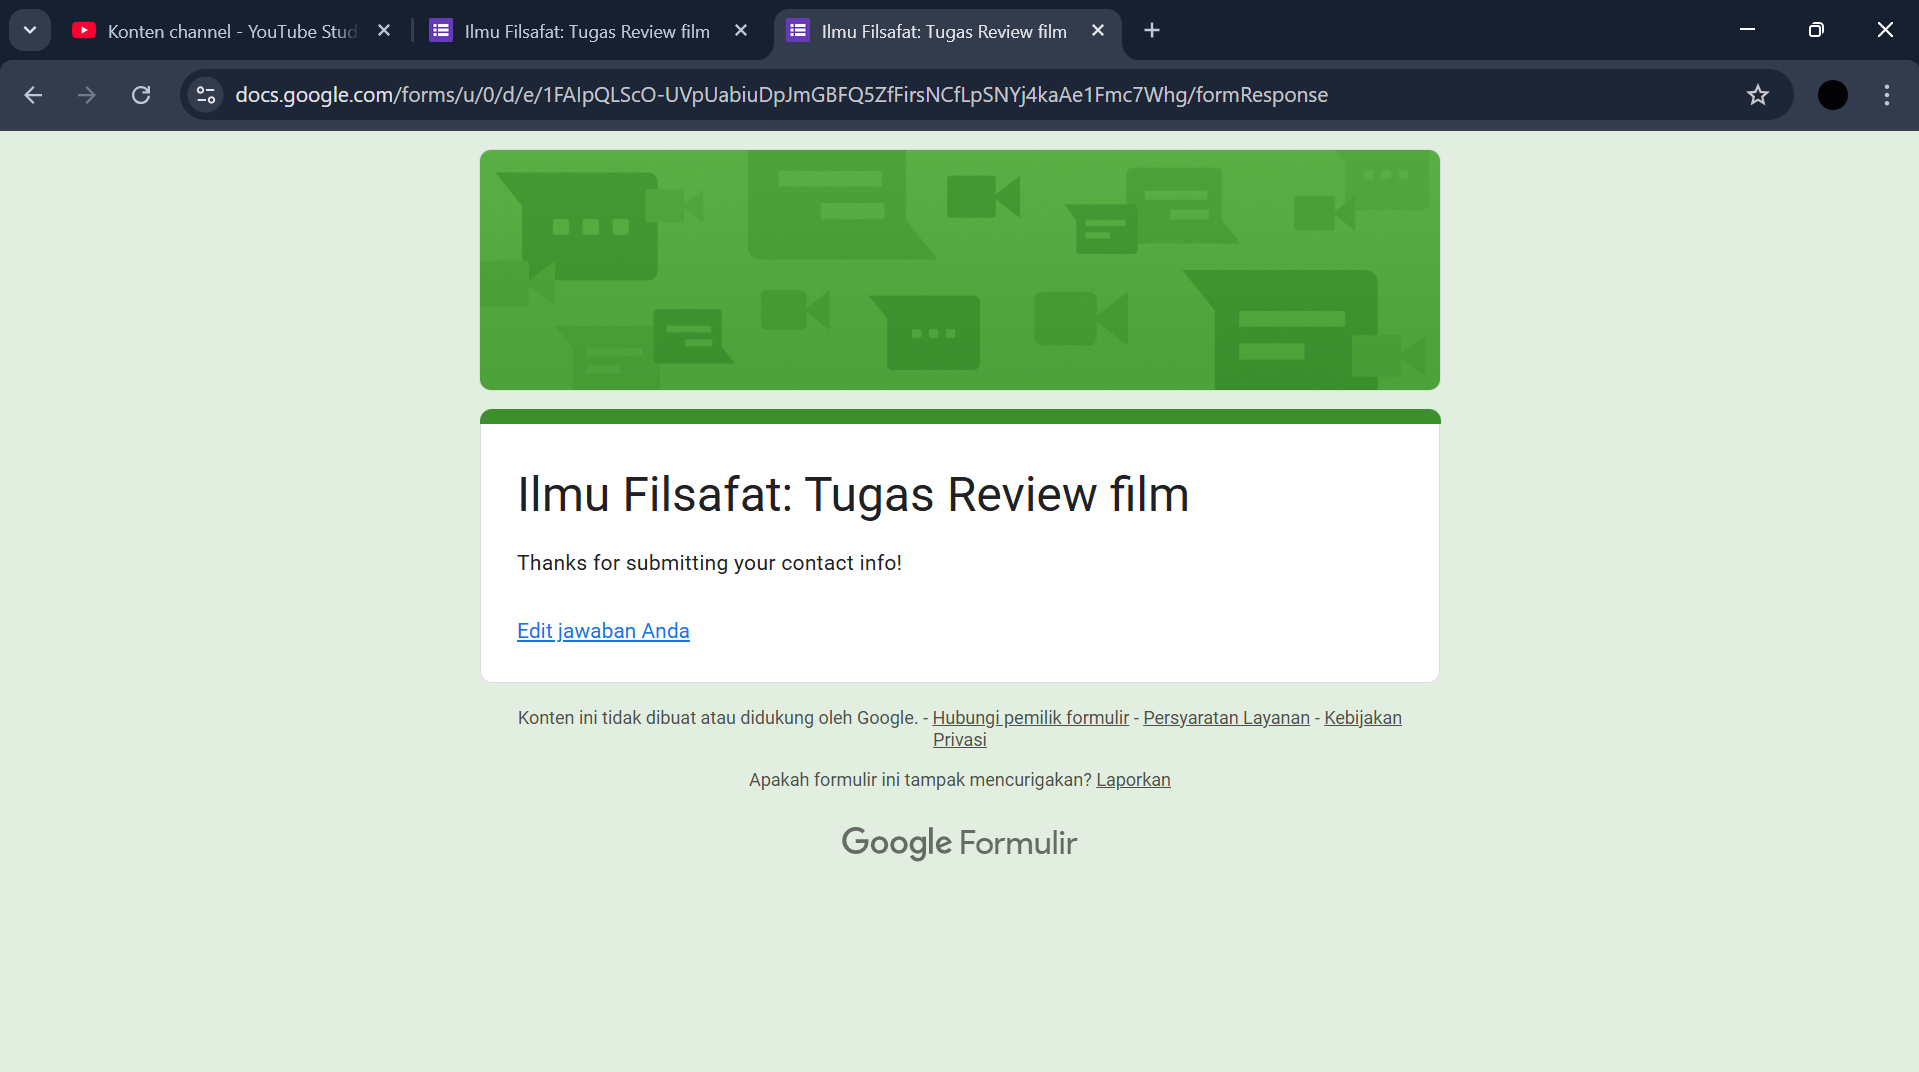 Konten channel - YouTube Stud
Ilmu Filsafat: Tugas Review film
Ilmu Filsafat: Tugas Review film
docs.google.com/forms/u/0/d/e/1FAIpQLScO-UVpUabiuDpJmGBFQ5ZfFirsNCfLpSNYj4kaAe1Fmc7Whg/formResponse
Ilmu Filsafat: Tugas Review film
Thanks for submitting your contact info!
Edit jawaban Anda
Konten ini tidak dibuat atau didukung oleh Google. - Hubungi pemilik formulir - Persyaratan Layanan - Kebijakan
Privasi
Apakah formulir ini tampak mencurigakan? Laporkan
Google Formulir